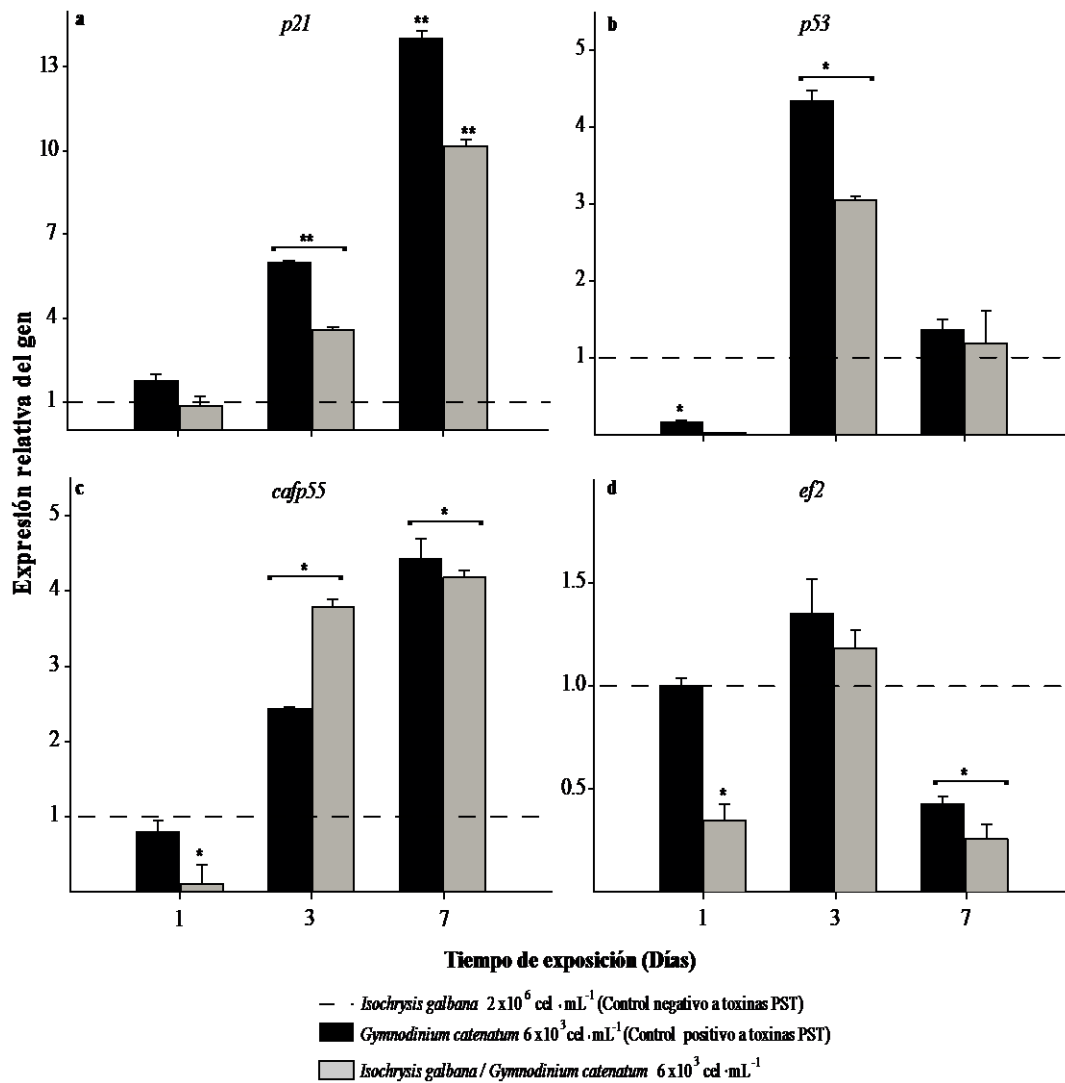 a
p21
**
**
**
13
10
7
4
1
b
p53
*
*
5
4
3
2
1
Expresión relativa del gen
c
cafp55
*
*
*
5
4
3
2
1
1
3
7
d
ef2
*
*
1.5
1.0
0.5
1
3
7
Tiempo de exposición (Días)
Isochrysis galbana 2 x10⁶ cel · mL⁻¹ (Control negativo a toxinas PST)
Gymnodinium catenatum 6 x10³ cel · mL⁻¹ (Control positivo a toxinas PST)
Isochrysis galbana / Gymnodinium catenatum 6 x10³ cel · mL⁻¹